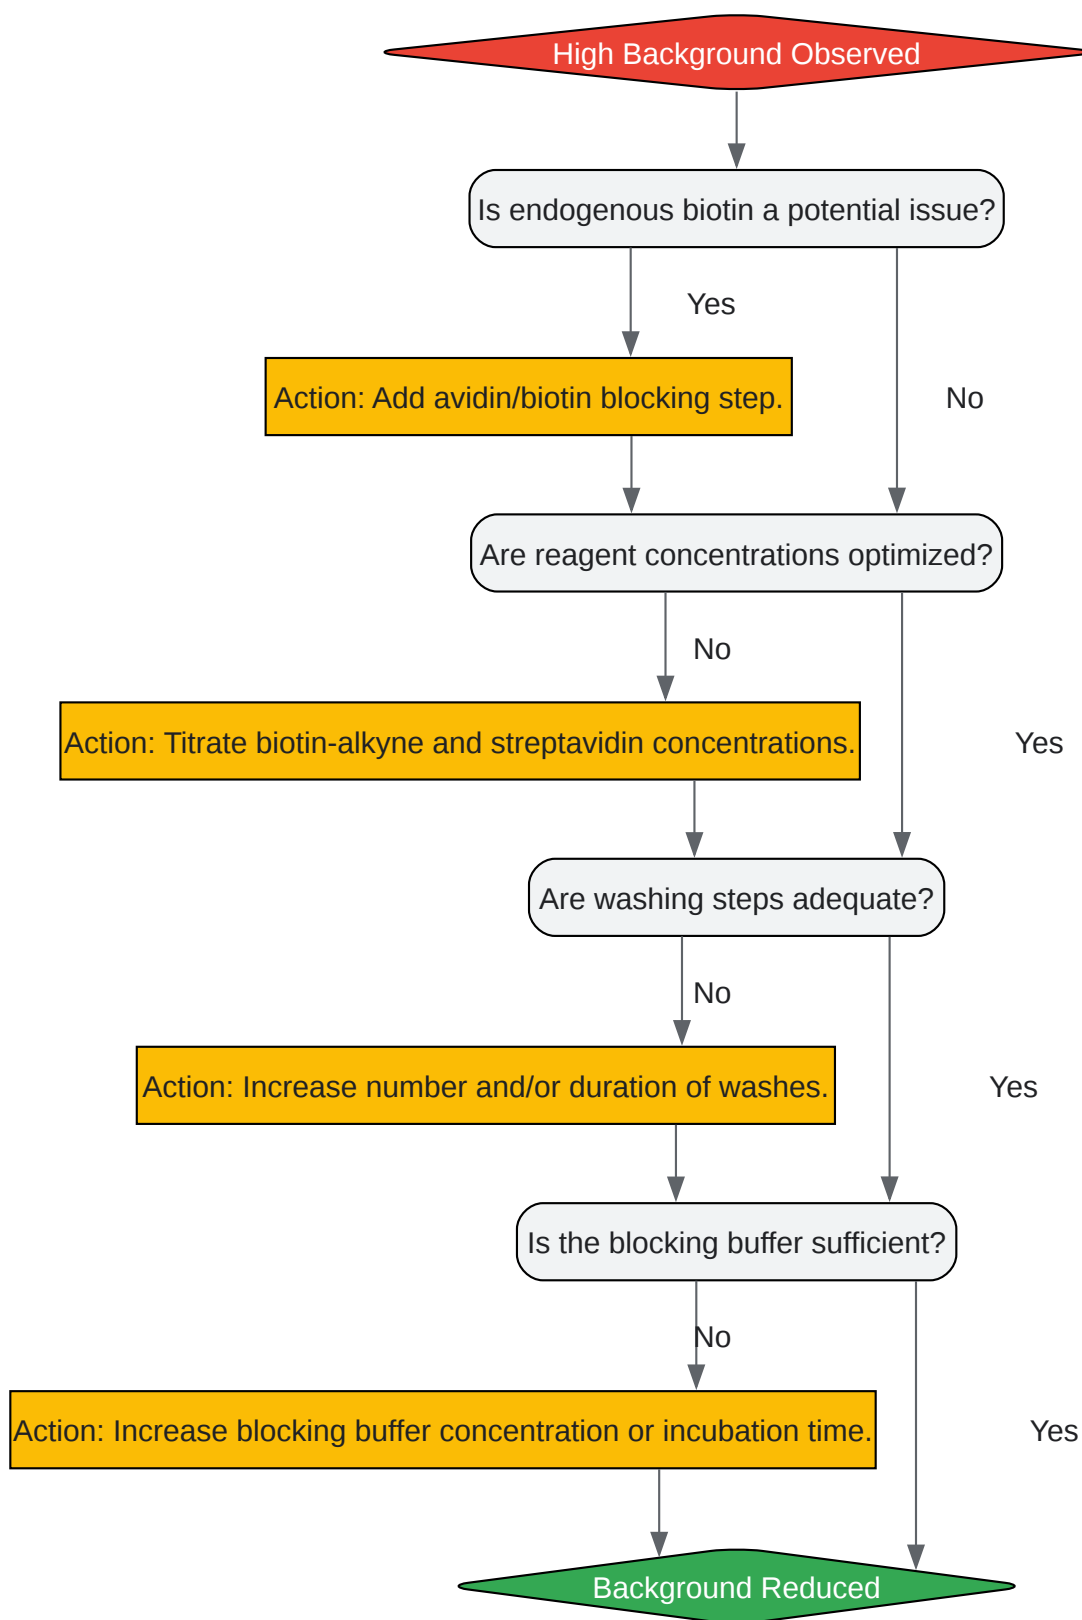 High Background Observed
Is endogenous biotin a potential issue?
Yes
Action: Add avidin/biotin blocking step.
No
Are reagent concentrations optimized?
No
Action: Titrate biotin-alkyne and streptavidin concentrations.
Yes
Are washing steps adequate?
No
Action: Increase number and/or duration of washes.
Yes
Is the blocking buffer sufficient?
No
Action: Increase blocking buffer concentration or incubation time.
Yes
Background Reduced